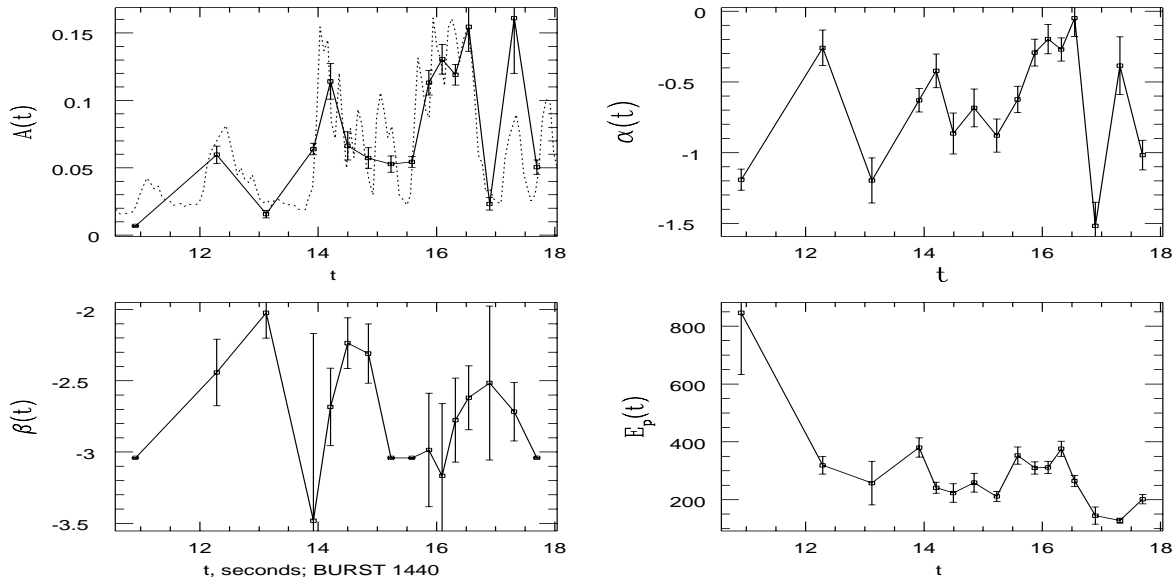 0.15
0.1
0.05
0
A(t)
12 14 16 18
t
0
-0.5
-1
-1.5
α(t)
12 14 16 18
t
-2
-2.5
-3
-3.5
β(t)
12 14 16 18
t, seconds; BURST 1440
800
600
400
200
E_p(t)
12 14 16 18
t